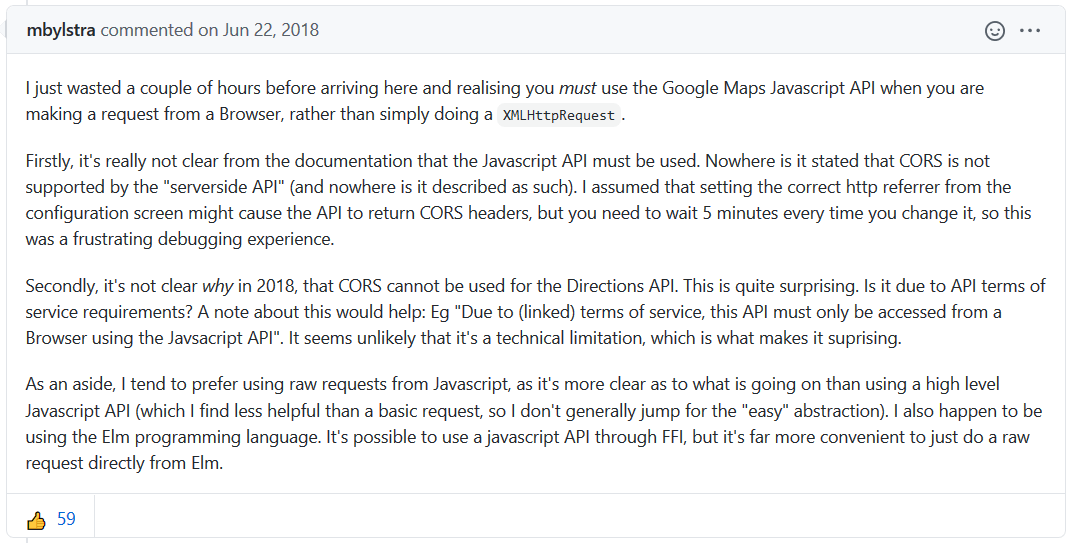 mbylstra commented on Jun 22, 2018
I just wasted a couple of hours before arriving here and realising you must use the Google Maps Javascript API when you are
making a request from a Browser, rather than simply doing a XMLHttpRequest.
Firstly, it's really not clear from the documentation that the Javascript API must be used. Nowhere is it stated that CORS is not
supported by the "serverside API" (and nowhere is it described as such). I assumed that setting the correct http referrer from the
configuration screen might cause the API to return CORS headers, but you need to wait 5 minutes every time you change it, so this
was a frustrating debugging experience.
Secondly, it's not clear why in 2018, that CORS cannot be used for the Directions API. This is quite surprising. Is it due to API terms of
service requirements? A note about this would help: Eg "Due to (linked) terms of service, this API must only be accessed from a
Browser using the Javsacript API". It seems unlikely that it's a technical limitation, which is what makes it suprising.
As an aside, I tend to prefer using raw requests from Javascript, as it's more clear as to what is going on than using a high level
Javascript API (which I find less helpful than a basic request, so I don't generally jump for the "easy" abstraction). I also happen to be
using the Elm programming language. It's possible to use a javascript API through FFI, but it's far more convenient to just do a raw
request directly from Elm.
59